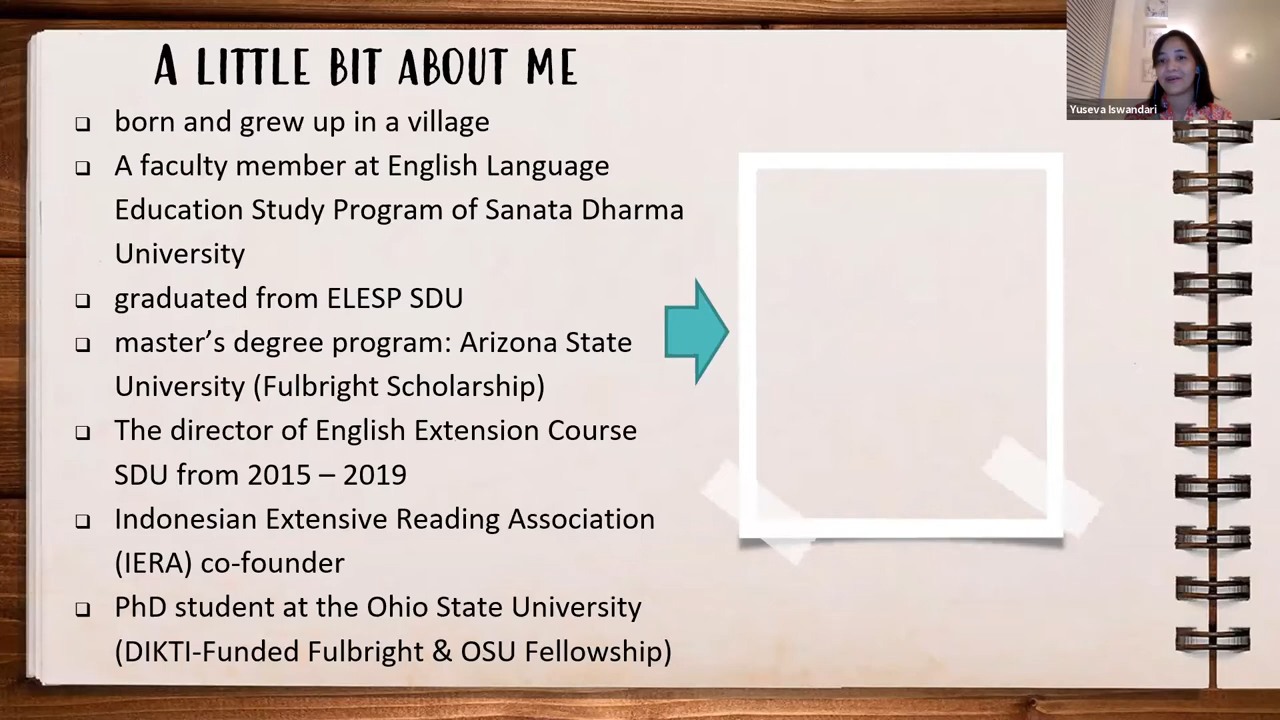 A LITTLE BIT ABOUT ME
born and grew up in a village
A faculty member at English Language
Education Study Program of Sanata Dharma
University
graduated from ELESP SDU
master’s degree program: Arizona State
University (Fulbright Scholarship)
The director of English Extension Course
SDU from 2015 – 2019
Indonesian Extensive Reading Association
(IERA) co-founder
PhD student at the Ohio State University
(DIKTI-Funded Fulbright & OSU Fellowship)
Yuseva Iswandari